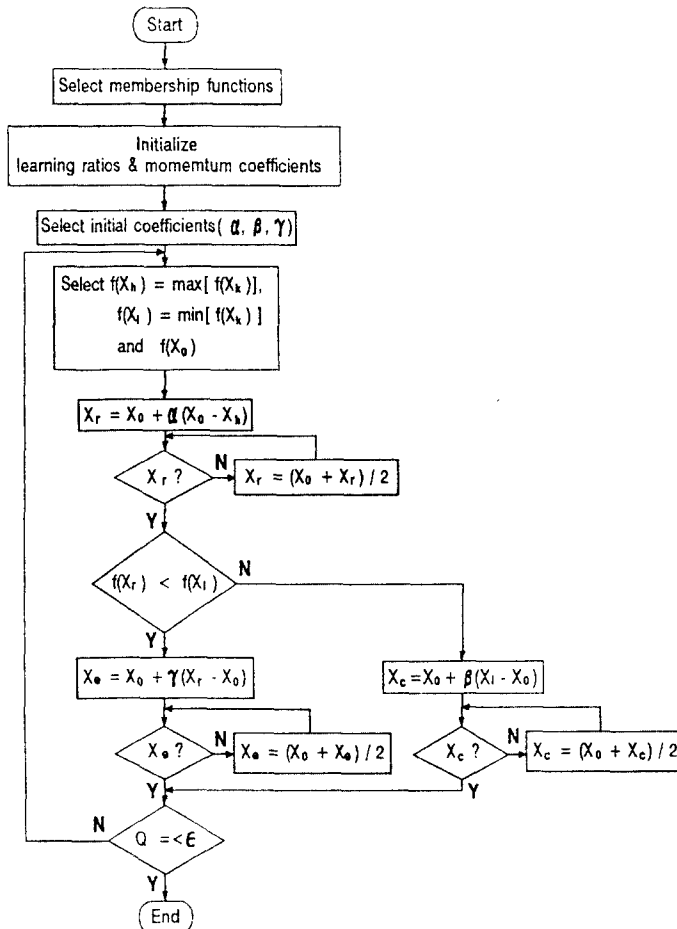 Start
Select membership functions
Initialize
learning ratios & momemtum coefficients
Select initial coefficients( α, β, γ)
Select f(Xh) = max[ f(Xk)],
f(Xl) = min[ f(Xk) ]
and f(X0)
Xr = X0 + α(X0 - Xh)
Xr ?
N
Xr = (X0 + Xr) / 2
Y
f(Xr) < f(Xl)
N
Y
Xe = X0 + γ(Xr - X0)
Xc=X0 + β(Xl - X0)
Xe ?
N
Xe = (X0 + Xe) / 2
Xc ?
N
Xc = (X0 + Xc) / 2
Y
Y
N
Q =<ϵ
Y
End